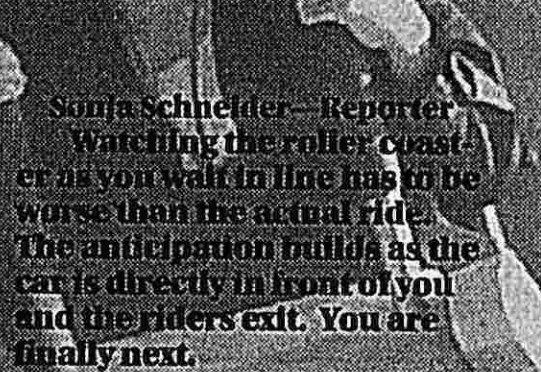 Sonja Schneider—Reporter
Watching the roller coast-
er as you wait in line has to be
worse than the actual ride.
The anticipation builds as the
car is directly in front of you
and the riders exit. You are
finally next.